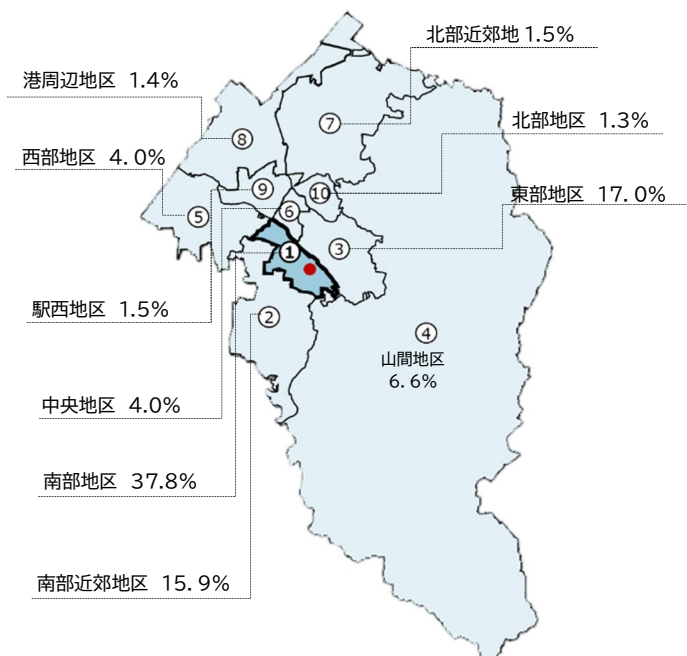 北部近郊地 1.5%
港周辺地区 1.4%
⑦
北部地区 1.3%
⑧
西部地区 4.0%
⑨
⑩
東部地区 17.0%
⑤
⑥
①
③
駅西地区 1.5%
②
④
山間地区
6.6%
中央地区 4.0%
南部地区 37.8%
南部近郊地区 15.9%